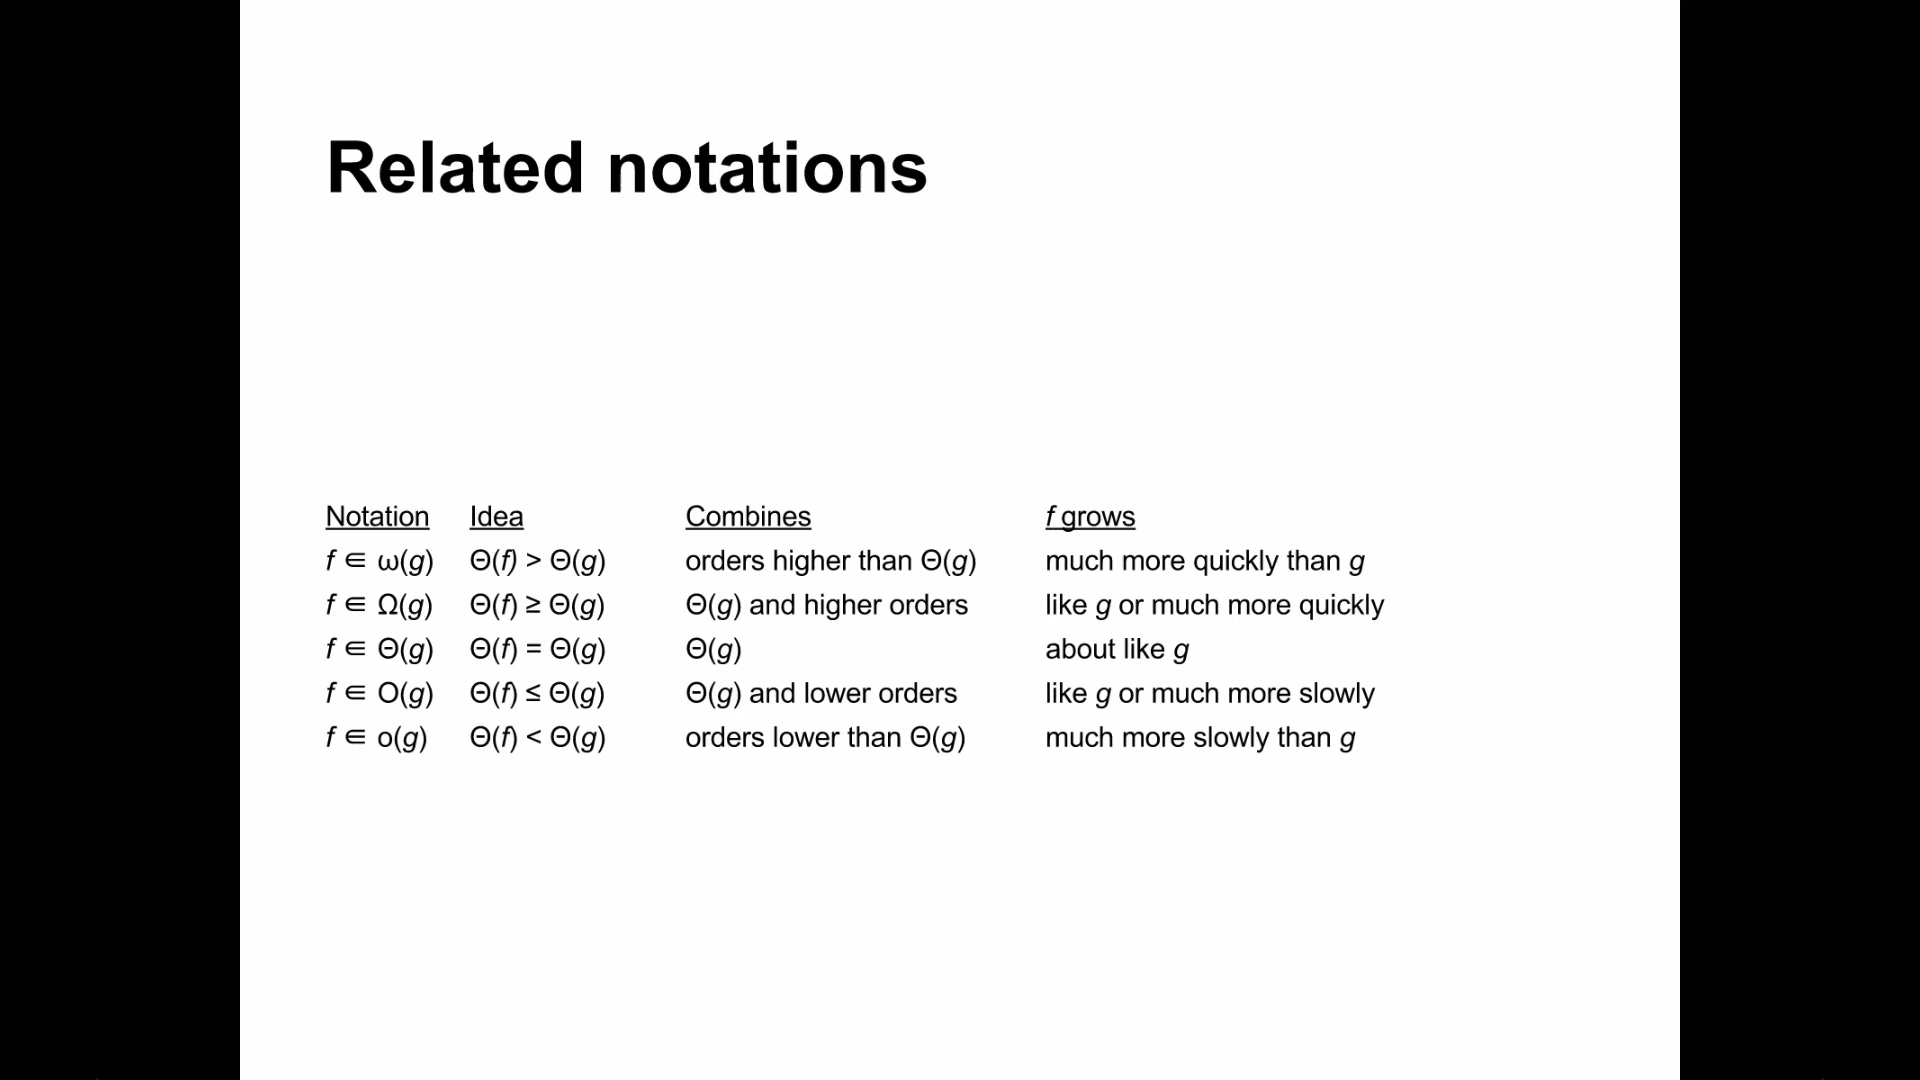 Related notations
Notation Idea Combines f grows
f ∈ ω(g) Θ(f) > Θ(g) orders higher than Θ(g) much more quickly than g
f ∈ Ω(g) Θ(f) ≥ Θ(g) Θ(g) and higher orders like g or much more quickly
f ∈ Θ(g) Θ(f) = Θ(g) Θ(g) about like g
f ∈ O(g) Θ(f) ≤ Θ(g) Θ(g) and lower orders like g or much more slowly
f ∈ o(g) Θ(f) < Θ(g) orders lower than Θ(g) much more slowly than g